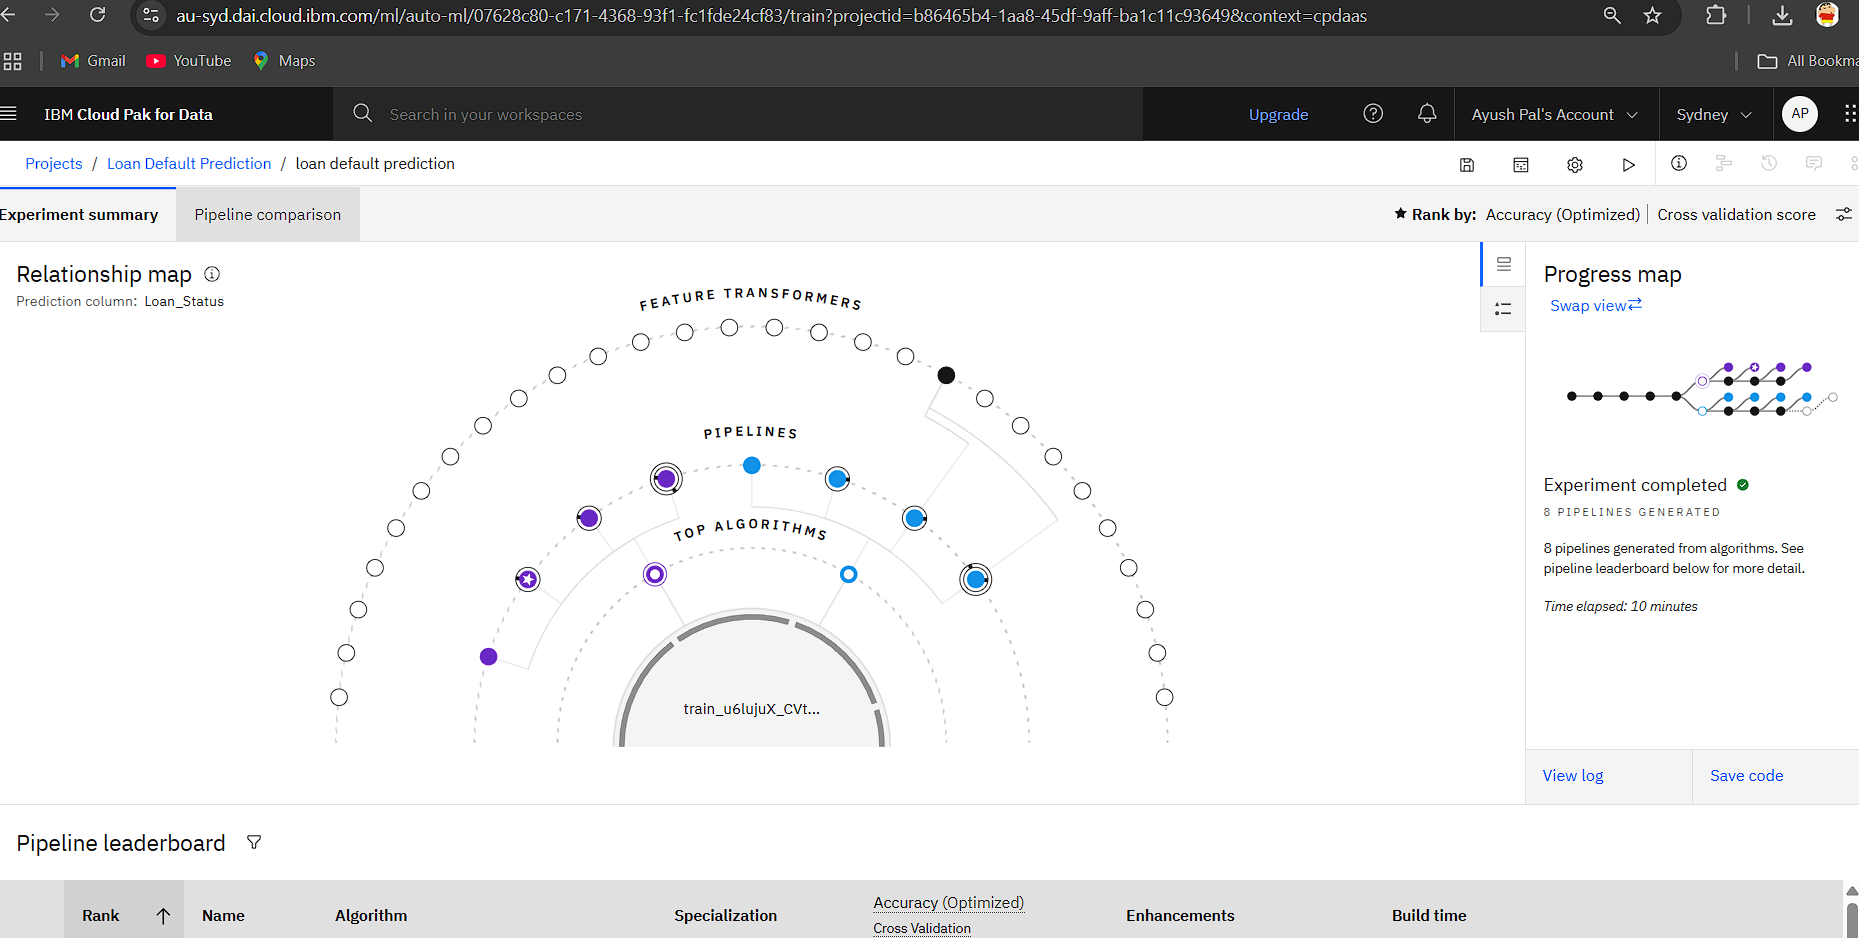 au-syd.dai.cloud.ibm.com/ml/auto-ml/07628c80-c171-4368-93f1-fc1fde24cf83/train?projectid=b86465b4-1aa8-45df-9aff-ba1c11c93649&context=cpdaas
Gmail YouTube Maps All Bookma
IBM Cloud Pak for Data Search in your workspaces Upgrade Ayush Pal's Account Sydney AP
Projects / Loan Default Prediction / loan default prediction
Experiment summary Pipeline comparison Rank by: Accuracy (Optimized) Cross validation score
Relationship map
Prediction column: Loan_Status
FEATURE TRANSFORMERS
PIPELINES
TOP ALGORITHMS
train_u6lujuX_CVt...
Progress map
Swap view
Experiment completed
8 PIPELINES GENERATED
8 pipelines generated from algorithms. See
pipeline leaderboard below for more detail.
Time elapsed: 10 minutes
View log Save code
Pipeline leaderboard
Rank Name Algorithm Specialization Accuracy (Optimized) Enhancements Build time
Cross Validation